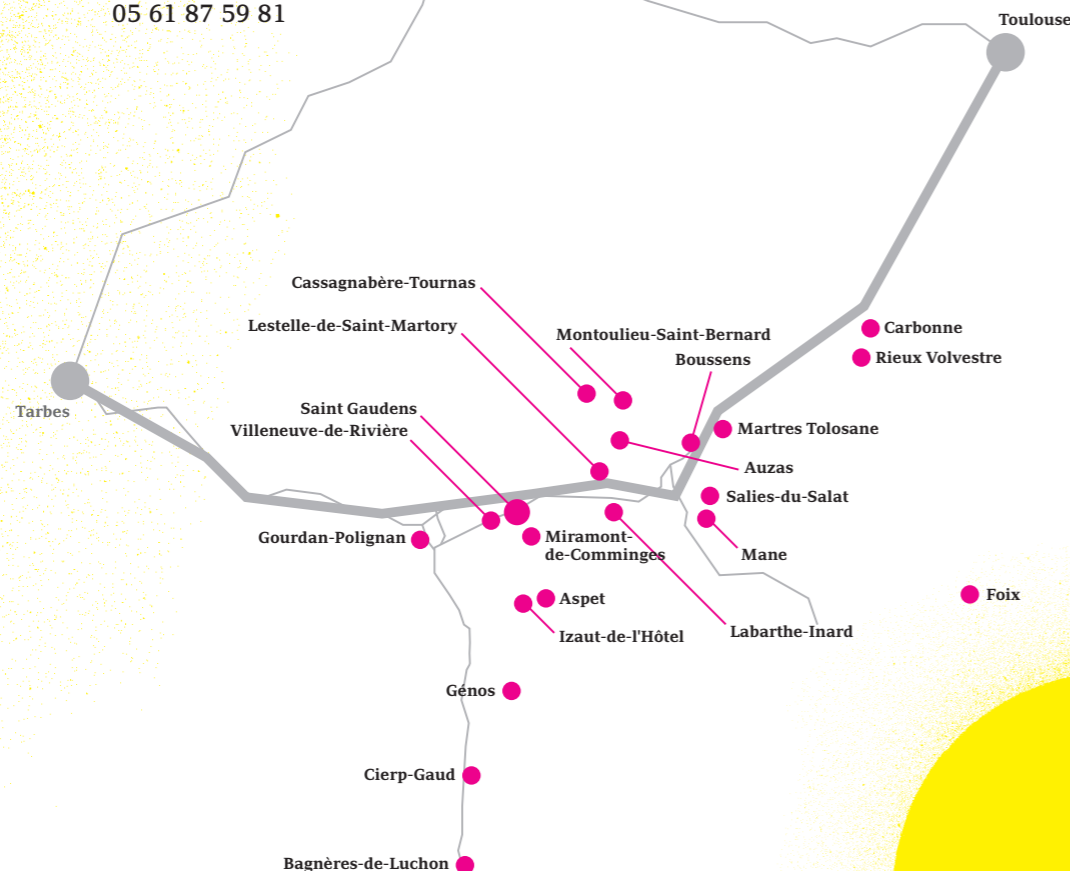 05 61 87 59 81
Toulouse
Cassagnabère-Tournas
Lestelle-de-Saint-Martory
Montoulieu-Saint-Bernard
Carbonne
Boussens
Rieux Volvestre
Tarbes
Saint Gaudens
Villeneuve-de-Rivière
Martres Tolosane
Auzas
Salies-du-Salat
Gourdan-Polignan
Miramont-
de-Comminges
Mane
Aspet
Foix
Izaut-de-l'Hôtel
Labarthe-Inard
Génos
Cierp-Gaud
Bagnères-de-Luchon